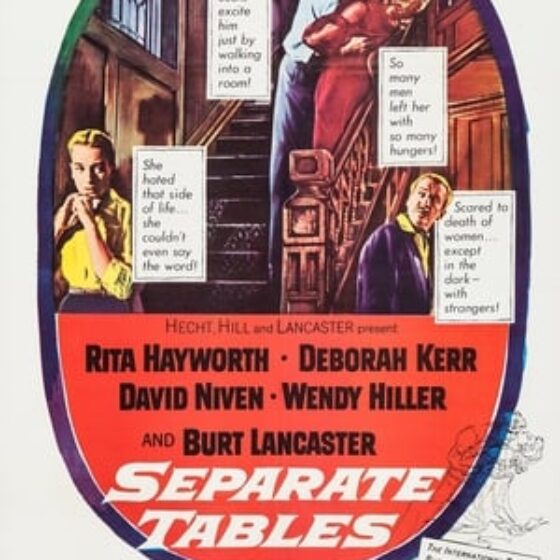 excite
him
just by
walking
into a
room!
So
many
men
left her
with
so many
hungers!
She
hated
that side
of life...
she
couldn't
even say
the word!
Scared to
death of
women...
except
in the
dark—
with
strangers!
HECHT, HILL and LANCASTER present
RITA HAYWORTH · DEBORAH KERR
DAVID NIVEN · WENDY HILLER
AND BURT LANCASTER
SEPARATE
TABLES
THE INTERNATIONAL